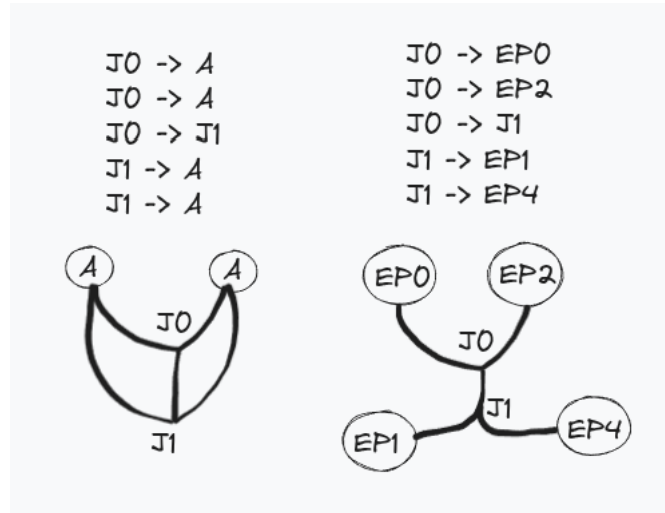 J0 -> A
J0 -> A
J0 -> J1
J1 -> A
J1 -> A
J0 -> EP0
J0 -> EP2
J0 -> J1
J1 -> EP1
J1 -> EP4
A
A
J0
J1
EP0
EP2
J0
J1
EP1
EP4